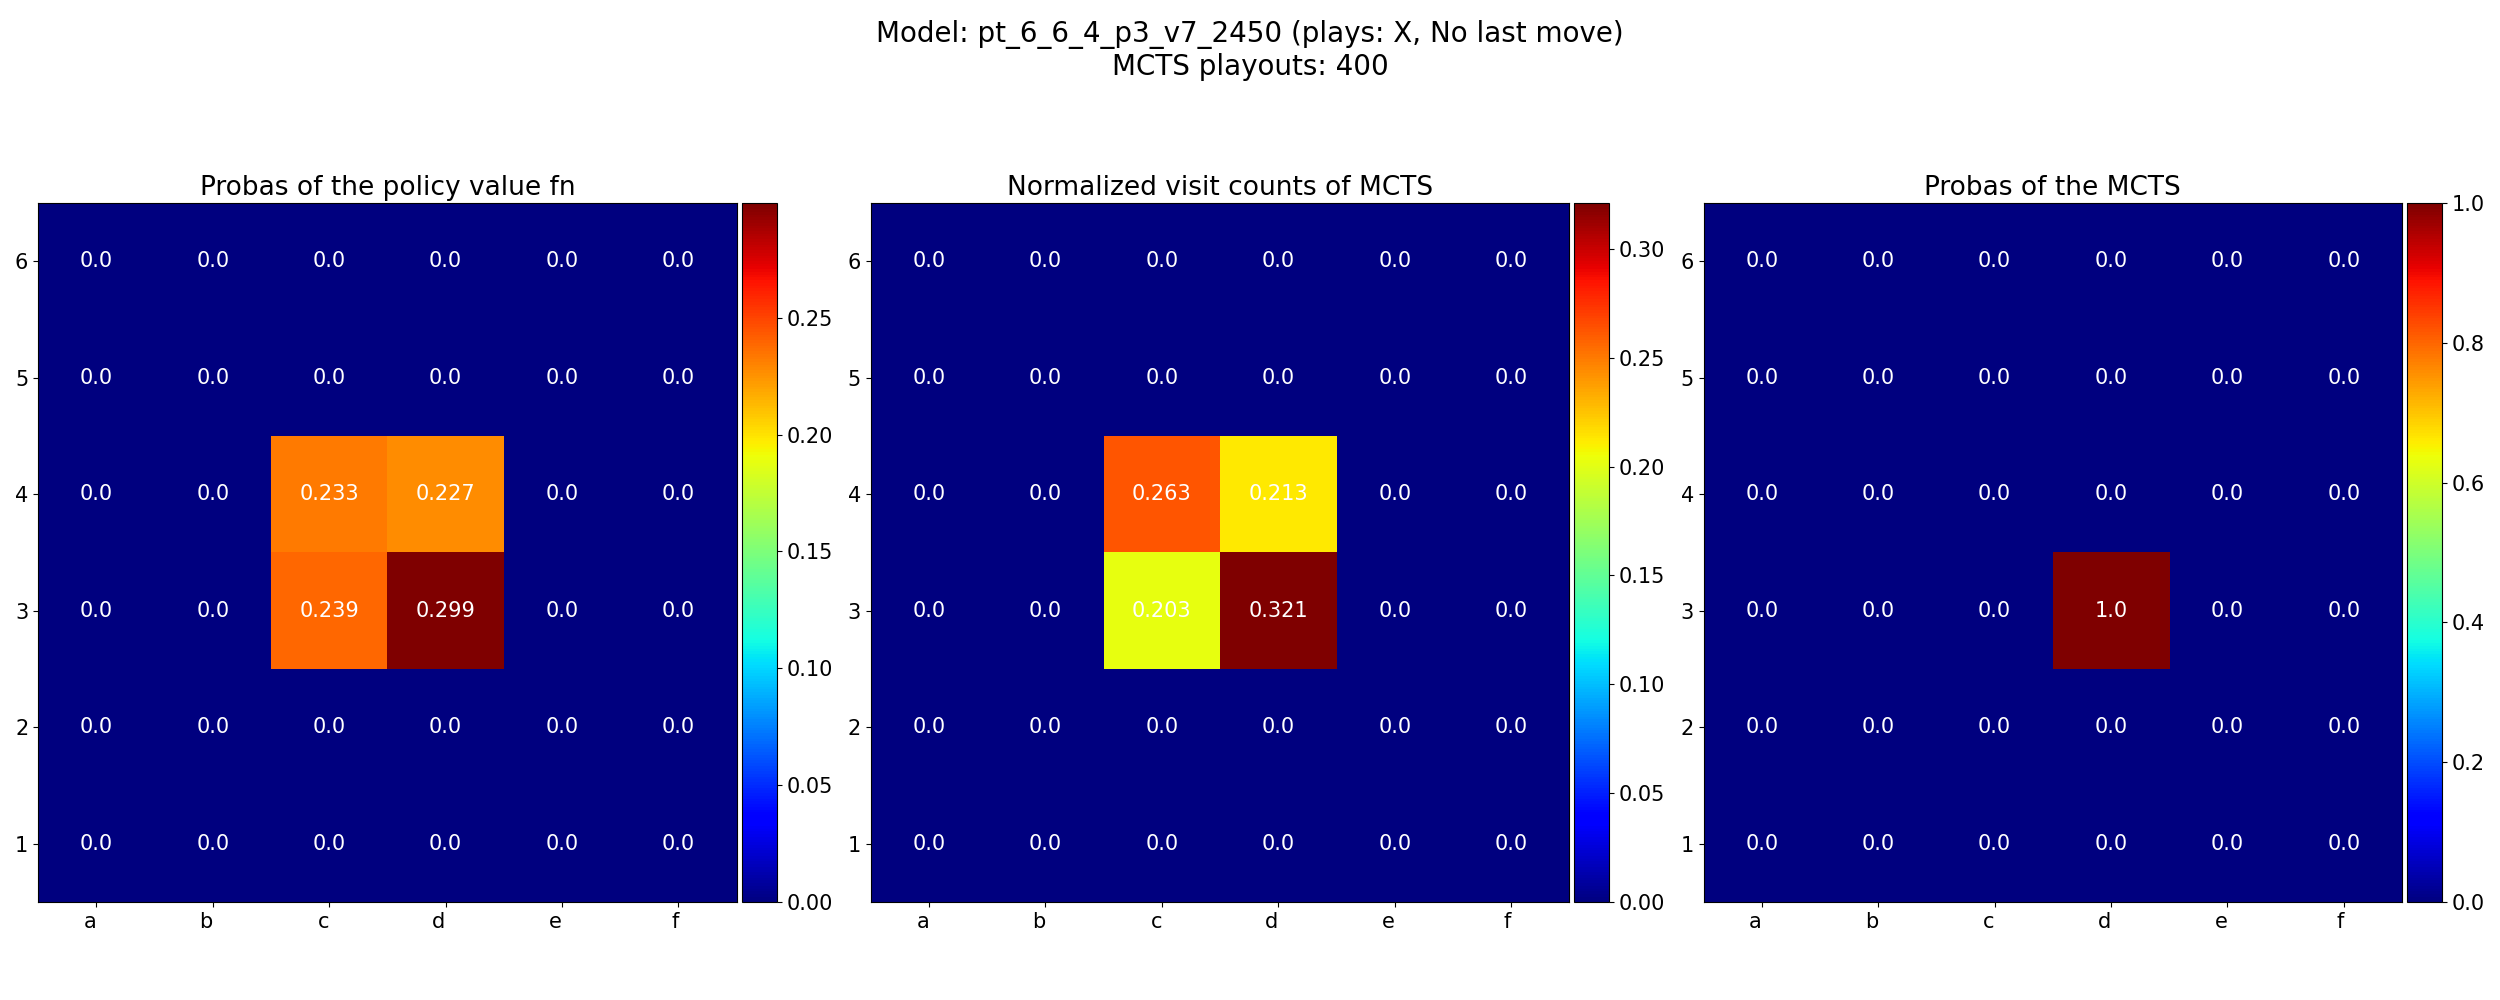 Model: pt_6_6_4_p3_v7_2450 (plays: X, No last move)
MCTS playouts: 400
Probas of the policy value fn
6 0.0 0.0 0.0 0.0 0.0 0.0
5 0.0 0.0 0.0 0.0 0.0 0.0
4 0.0 0.0 0.233 0.227 0.0 0.0
3 0.0 0.0 0.239 0.299 0.0 0.0
2 0.0 0.0 0.0 0.0 0.0 0.0
1 0.0 0.0 0.0 0.0 0.0 0.0
a b c d e f
0.25
0.20
0.15
0.10
0.05
0.00
Normalized visit counts of MCTS
6 0.0 0.0 0.0 0.0 0.0 0.0
5 0.0 0.0 0.0 0.0 0.0 0.0
4 0.0 0.0 0.263 0.213 0.0 0.0
3 0.0 0.0 0.203 0.321 0.0 0.0
2 0.0 0.0 0.0 0.0 0.0 0.0
1 0.0 0.0 0.0 0.0 0.0 0.0
a b c d e f
0.30
0.25
0.20
0.15
0.10
0.05
0.00
Probas of the MCTS
6 0.0 0.0 0.0 0.0 0.0 0.0
5 0.0 0.0 0.0 0.0 0.0 0.0
4 0.0 0.0 0.0 0.0 0.0 0.0
3 0.0 0.0 0.0 1.0 0.0 0.0
2 0.0 0.0 0.0 0.0 0.0 0.0
1 0.0 0.0 0.0 0.0 0.0 0.0
a b c d e f
1.0
0.8
0.6
0.4
0.2
0.0